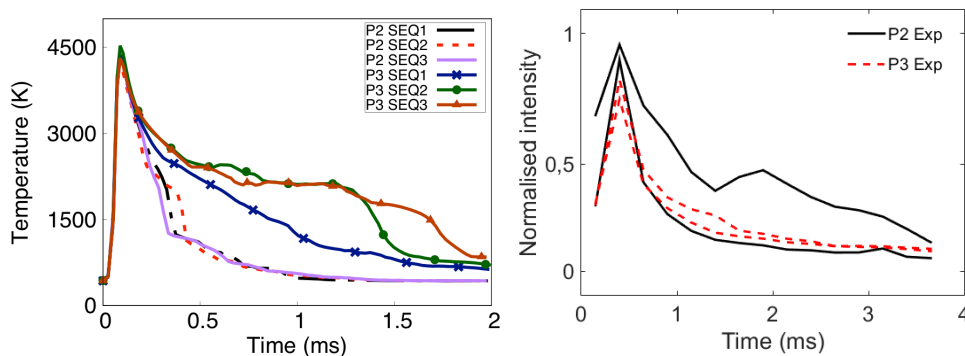 4500
3000
1500
0
0
0.5
1
1.5
2
Temperature (K)
Time (ms)
P2 SEQ1
P2 SEQ2
P2 SEQ3
P3 SEQ1
P3 SEQ2
P3 SEQ3
1
0,5
0
0
1
2
3
4
Normalised intensity
Time (ms)
P2 Exp
P3 Exp